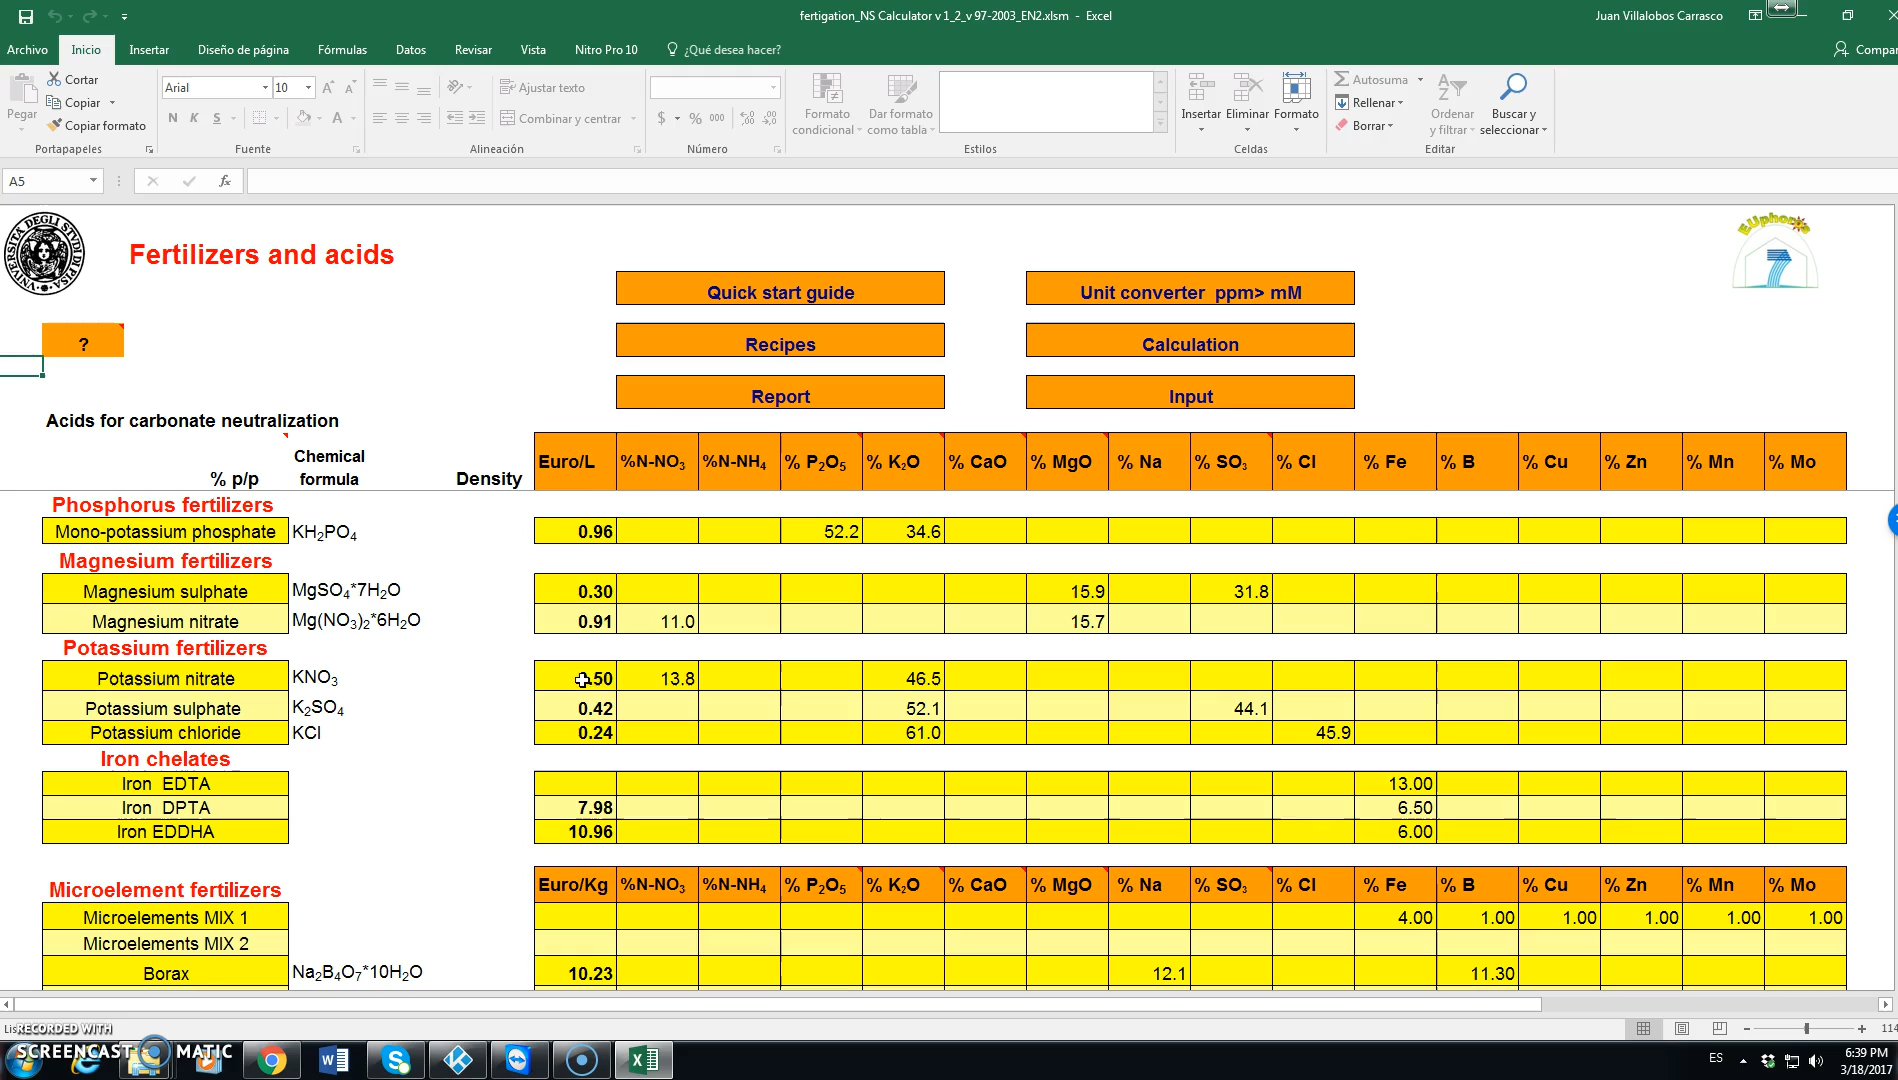 fertigation_NS Calculator v 1_2_v 97-2003_EN2.xlsm - Excel
Juan Villalobos Carrasco
Archivo Inicio Insertar Diseño de página Fórmulas Datos Revisar Vista Nitro Pro 10 ¿Qué desea hacer? Compar
Pegar
Cortar
Copiar
Copiar formato
Portapapeles
Arial 10
N K S
Fuente
Ajustar texto
Combinar y centrar
Alineación
$ % 000
Número
Formato condicional
Dar formato como tabla
Estilos
Insertar Eliminar Formato
Celdas
Autosuma
Rellenar
Borrar
Ordenar y filtrar
Buscar y seleccionar
Editar
A5 fx
VNIVERSITÀ DEGLI STVDI DI PISA
Fertilizers and acids
EUphoros
7
Quick start guide Unit converter ppm> mM
? Recipes Calculation
Report Input
Acids for carbonate neutralization
% p/p Chemical formula Density Euro/L %N-NO₃ %N-NH₄ % P₂O₅ % K₂O % CaO % MgO % Na % SO₃ % Cl % Fe % B % Cu % Zn % Mn % Mo
Phosphorus fertilizers
Mono-potassium phosphate KH₂PO₄ 0.96 52.2 34.6
Magnesium fertilizers
Magnesium sulphate MgSO₄*7H₂O 0.30 15.9 31.8
Magnesium nitrate Mg(NO₃)₂*6H₂O 0.91 11.0 15.7
Potassium fertilizers
Potassium nitrate KNO₃ .50 13.8 46.5
Potassium sulphate K₂SO₄ 0.42 52.1 44.1
Potassium chloride KCl 0.24 61.0 45.9
Iron chelates
Iron EDTA 13.00
Iron DPTA 7.98 6.50
Iron EDDHA 10.96 6.00
Microelement fertilizers Euro/Kg %N-NO₃ %N-NH₄ % P₂O₅ % K₂O % CaO % MgO % Na % SO₃ % Cl % Fe % B % Cu % Zn % Mn % Mo
Microelements MIX 1 4.00 1.00 1.00 1.00 1.00 1.00
Microelements MIX 2
Borax Na₂B₄O₇*10H₂O 10.23 12.1 11.30
Lis
RECORDED WITH
114
SCREENCAST MATIC
ES
6:39 PM
3/18/2017